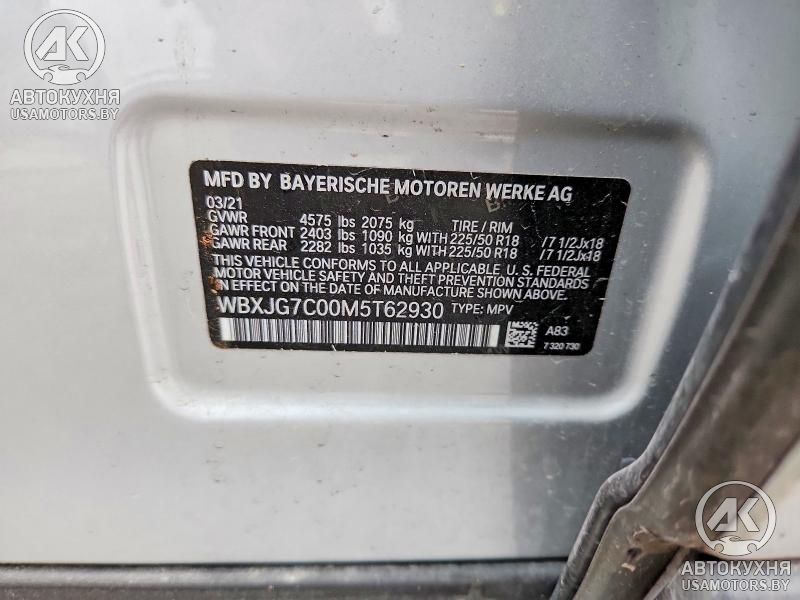 AK
АВТОКУХНЯ
USAMOTORS.BY
MFD BY BAYERISCHE MOTOREN WERKE AG
03/21
GVWR 4575 lbs 2075 kg TIRE / RIM
GAWR FRONT 2403 lbs 1090 kg WITH 225/50 R18 /7 1/2Jx18
GAWR REAR 2282 lbs 1035 kg WITH 225/50 R18 /7 1/2Jx18
THIS VEHICLE CONFORMS TO ALL APPLICABLE U. S. FEDERAL
MOTOR VEHICLE SAFETY AND THEFT PREVENTION STANDARDS
IN EFFECT ON THE DATE OF MANUFACTURE SHOWN ABOVE.
WBXJG7C00M5T62930 TYPE: MPV
A83
7 320 730
AK
АВТОКУХНЯ
USAMOTORS.BY